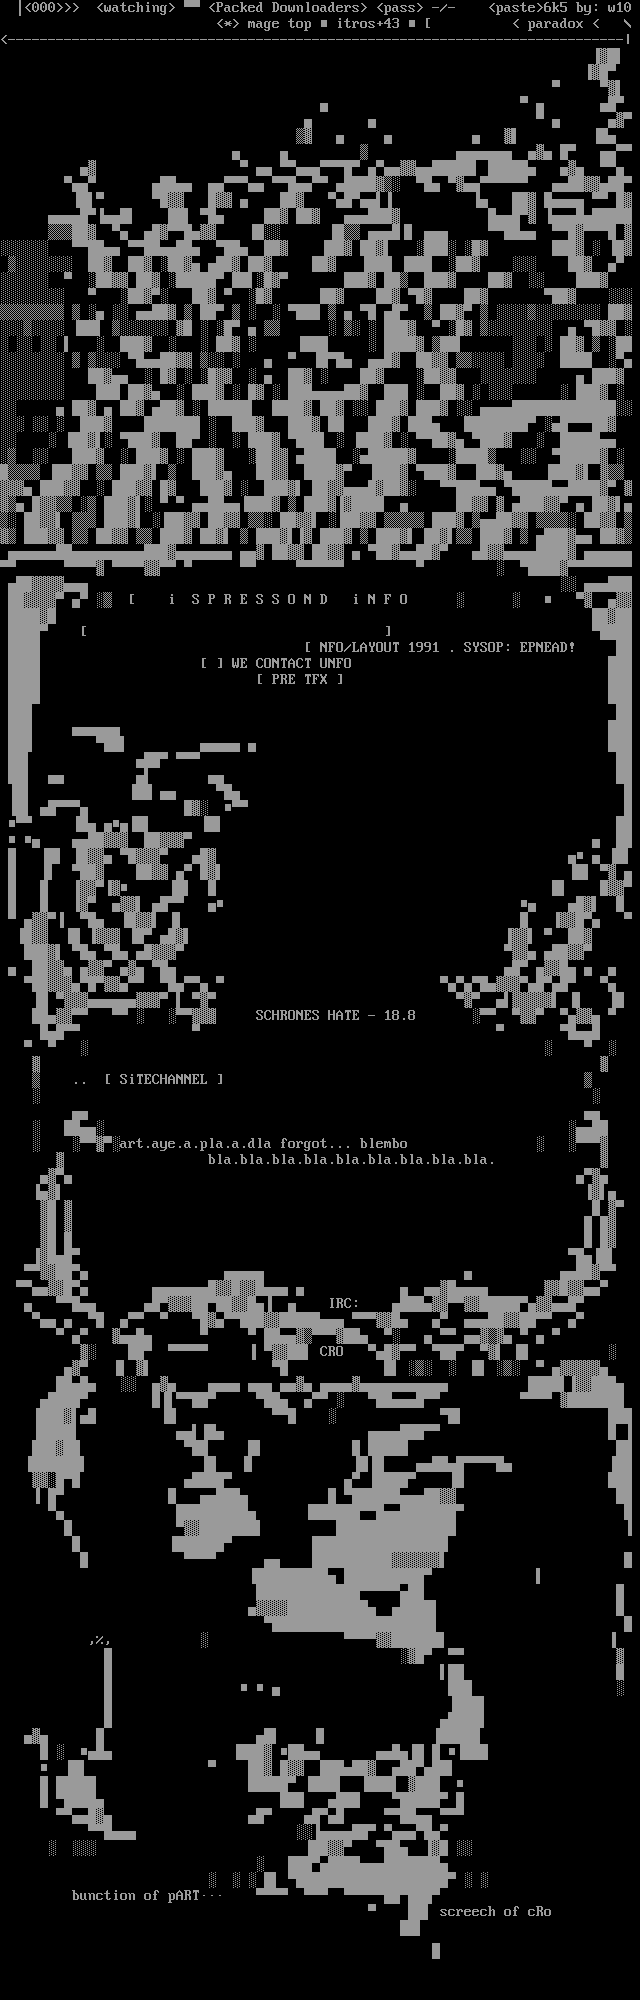 |<000>>>  <watching> ▀▀ <Packed Downloaders> <pass> -/-    <paste>6k5 by: w10
<*> mage top ■ itros+43 ■ [          < paradox <   \
[    i  S P R E S S O N D   i N F O
[                                     ]
[ NFO/LAYOUT 1991 . SYSOP: EPNEAD!
[ ] WE CONTACT UNFO
[ PRE TFX ]
SCHRONES HATE - 18.8
..  [ SiTECHANNEL ]
art.aye.a.pla.a.dla forgot... blembo
bla.bla.bla.bla.bla.bla.bla.bla.bla.
IRC:
CRO
bunction of pART···
screech of cRo